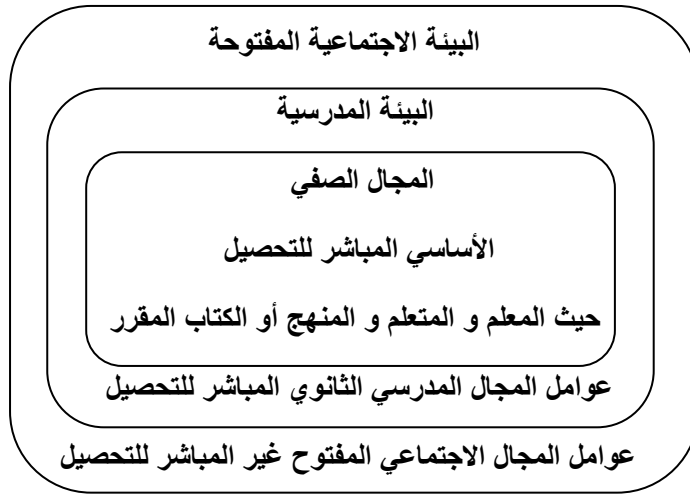 البيئة الاجتماعية المفتوحة
البيئة المدرسية
المجال الصفي
الأساسي المباشر للتحصيل
حيث المعلم و المتعلم و المنهج أو الكتاب المقرر
عوامل المجال المدرسي الثانوي المباشر للتحصيل
عوامل المجال الاجتماعي المفتوح غير المباشر للتحصيل